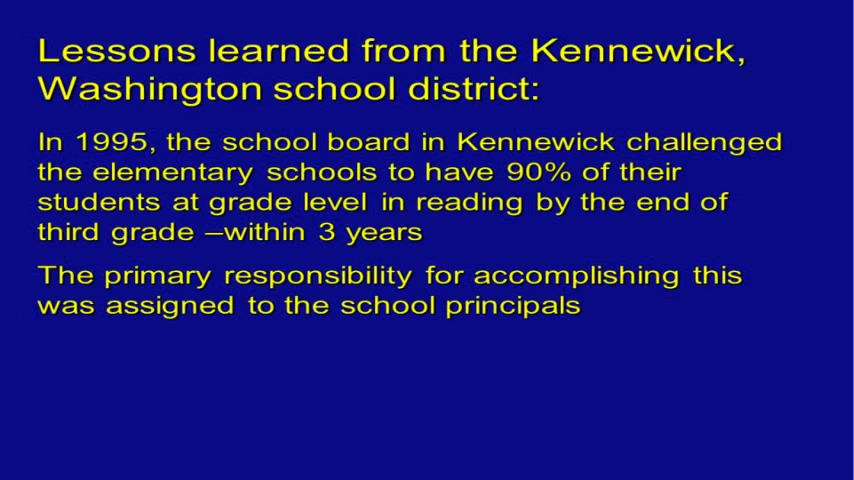 Lessons learned from the Kennewick,
Washington school district:
In 1995, the school board in Kennewick challenged
the elementary schools to have 90% of their
students at grade level in reading by the end of
third grade –within 3 years
The primary responsibility for accomplishing this
was assigned to the school principals